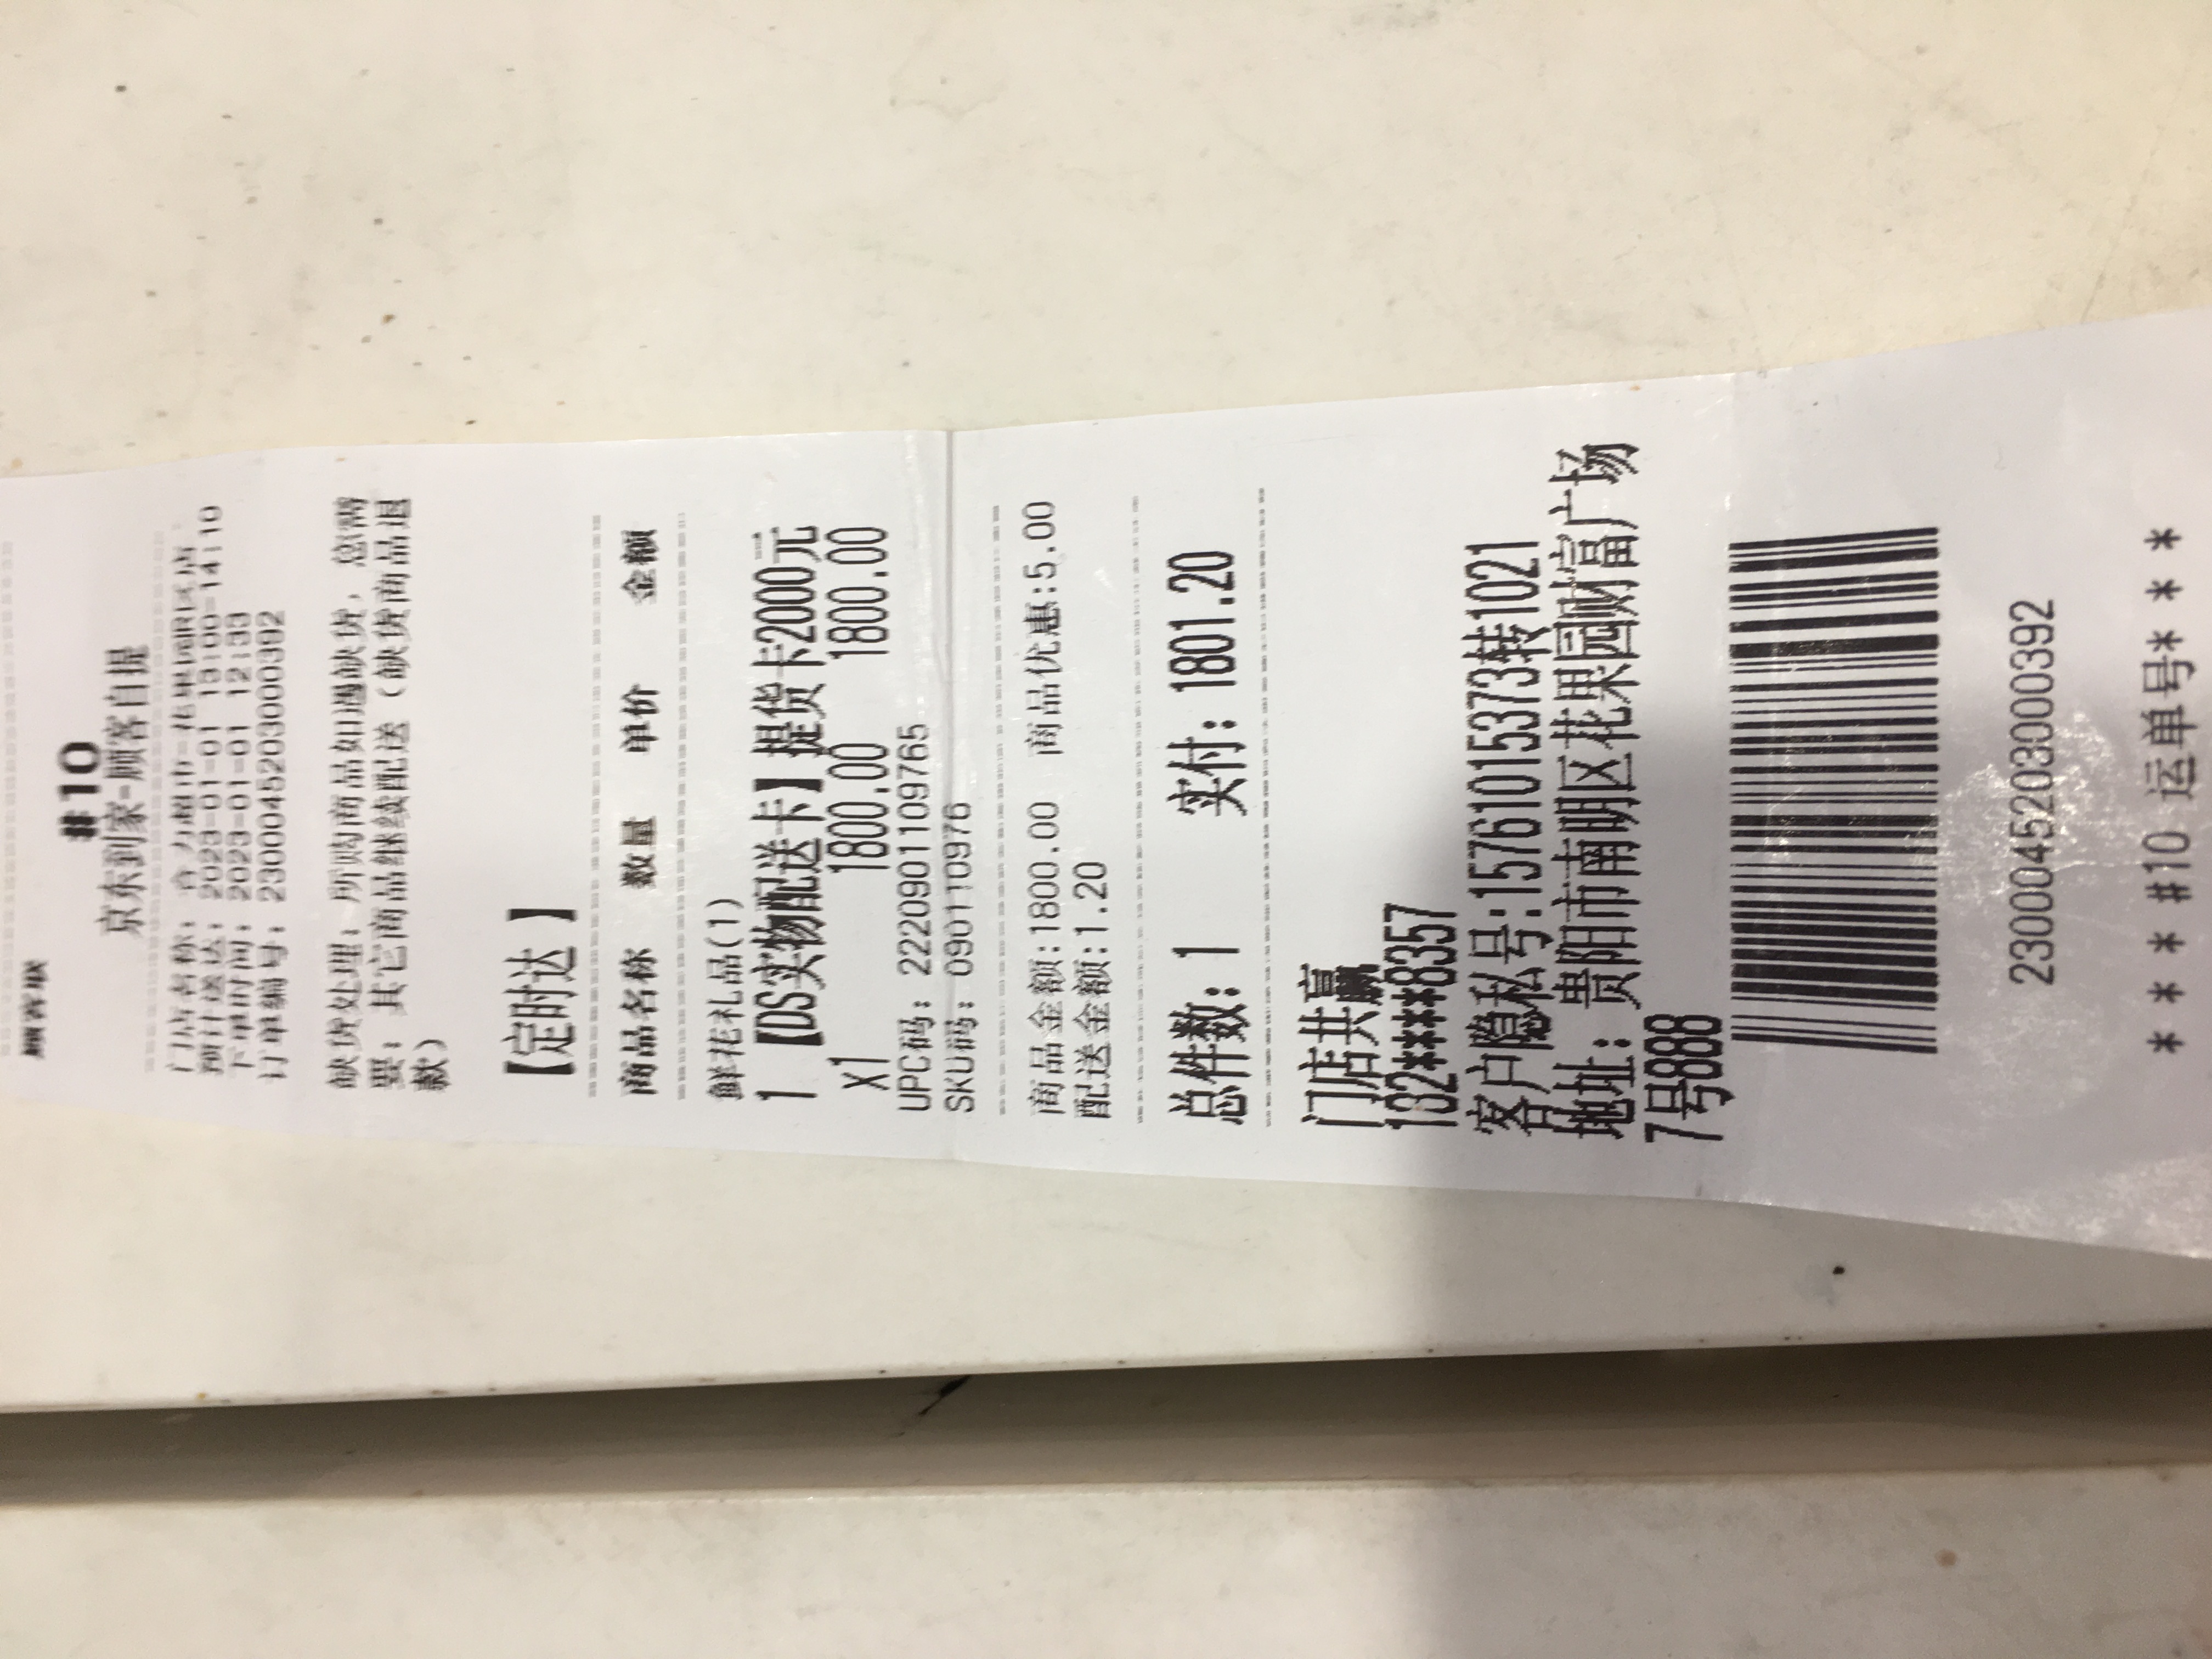 顾客联
#10
京东到家-顾客自提
门店名称: 合力超市-花果园R区店
预计送达: 2023-01-01 13:00-14:10
下单时间: 2023-01-01 12:33
订单编号: 2300045203000392
缺货处理: 所购商品如遇缺货, 您需
要: 其它商品继续配送 (缺货商品退
款)
【定时达 】
商品名称 数量 单价 金额
鲜花礼品(1)
1 【DS实物配送卡】提货卡2000元
x1 1800.00 1800.00
UPC码: 2220901109765
SKU码: 090110976
商品金额:1800.00 商品优惠:5.00
配送金额:1.20
总件数: 1 实付: 1801.20
门店共赢
132****8357
客户隐私号:15761015373转1021
地址: 贵阳市南明区花果园财富广场
7号888
2300045203000392
* * * *#10 运单号* * * *